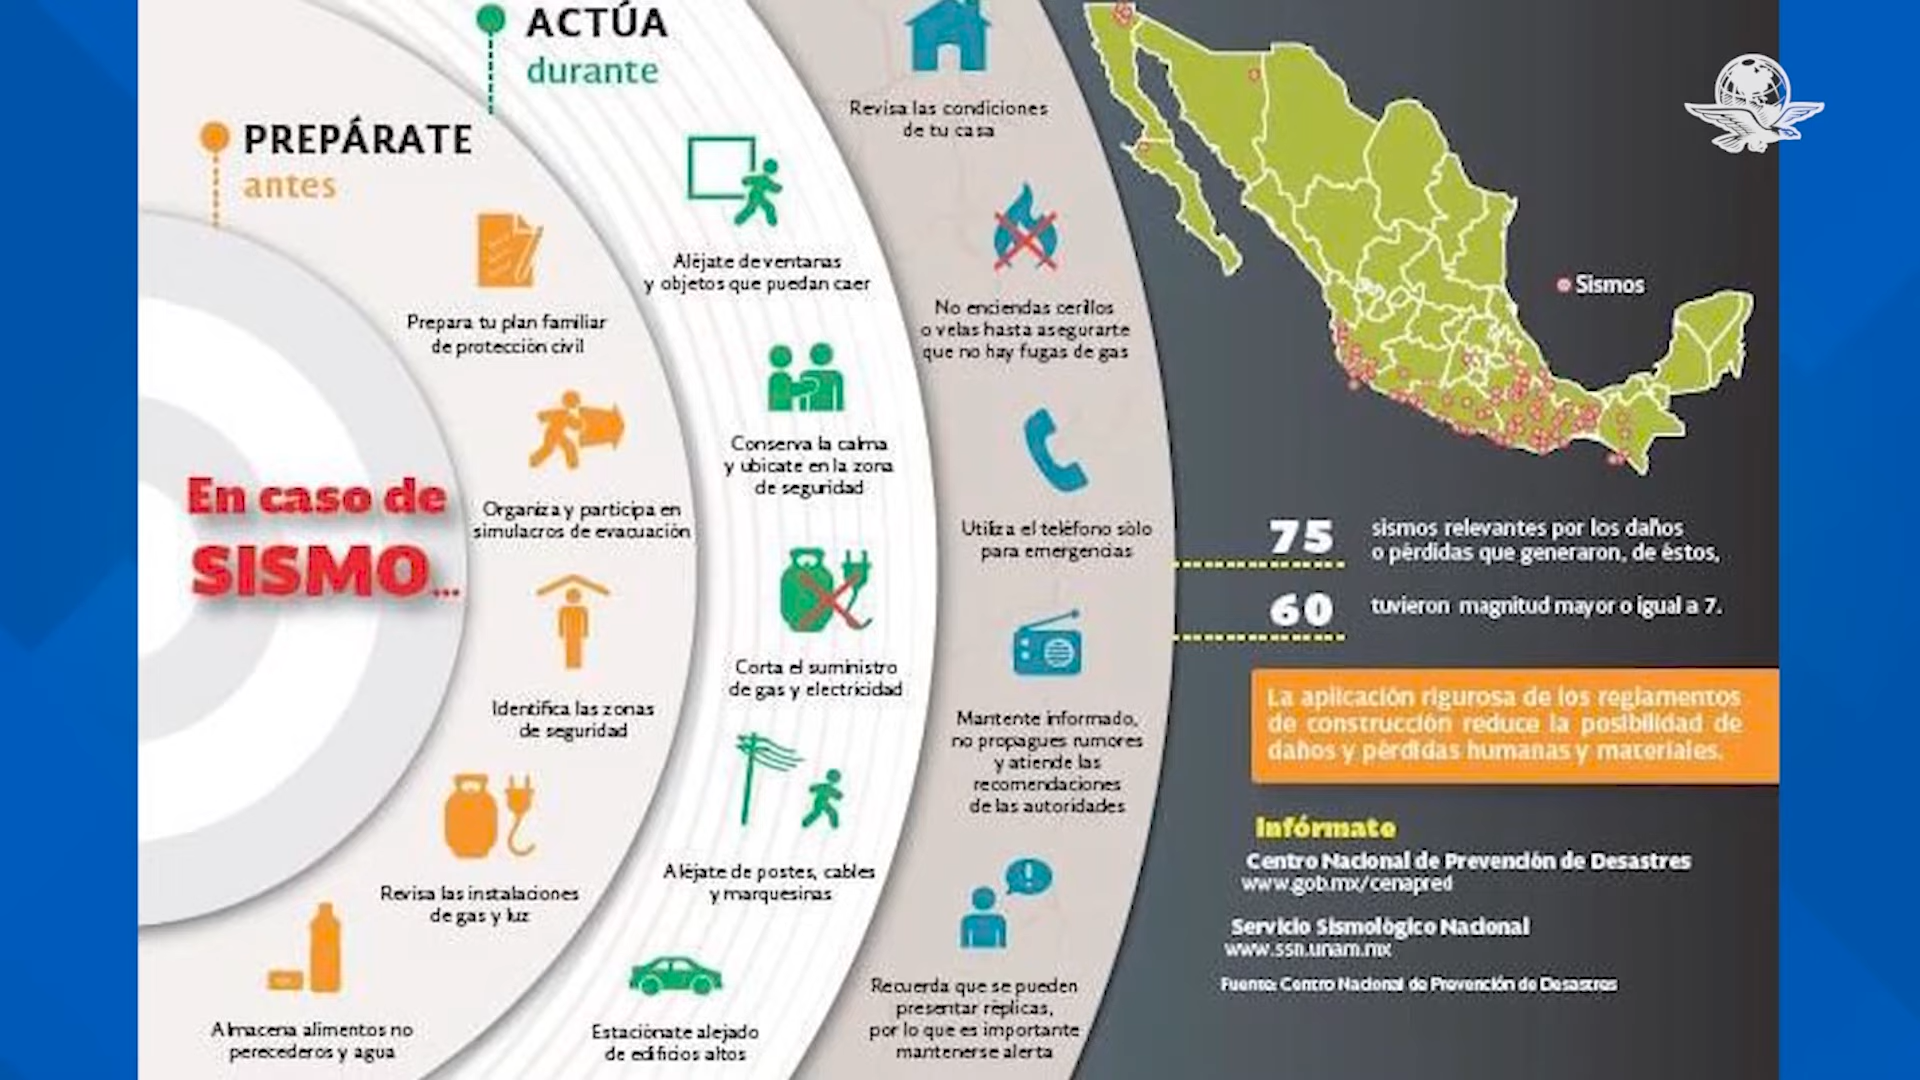 En caso de
SISMO...
PREPÁRATE
antes
Prepara tu plan familiar
de protección civil
Organiza y participa en
simulacros de evacuación
Identifica las zonas
de seguridad
Revisa las instalaciones
de gas y luz
Almacena alimentos no
perecederos y agua
ACTÚA
durante
Aléjate de ventanas
y objetos que puedan caer
Conserva la calma
y ubícate en la zona
de seguridad
Corta el suministro
de gas y electricidad
Aléjate de postes, cables
y marquesinas
Estaciónate alejado
de edificios altos
Revisa las condiciones
de tu casa
No enciendas cerillos
o velas hasta asegurarte
que no hay fugas de gas
Utiliza el teléfono sólo
para emergencias
Mantente informado,
no propagues rumores
y atiende las
recomendaciones
de las autoridades
Recuerda que se pueden
presentar réplicas,
por lo que es importante
mantenerse alerta
Sismos
75 sismos relevantes por los daños
o pérdidas que generaron, de éstos,
60 tuvieron magnitud mayor o igual a 7.
La aplicación rigurosa de los reglamentos
de construcción reduce la posibilidad de
daños y pérdidas humanas y materiales.
Infórmate
Centro Nacional de Prevención de Desastres
www.gob.mx/cenapred
Servicio Sismológico Nacional
www.ssn.unam.mx
Fuente: Centro Nacional de Prevención de Desastres